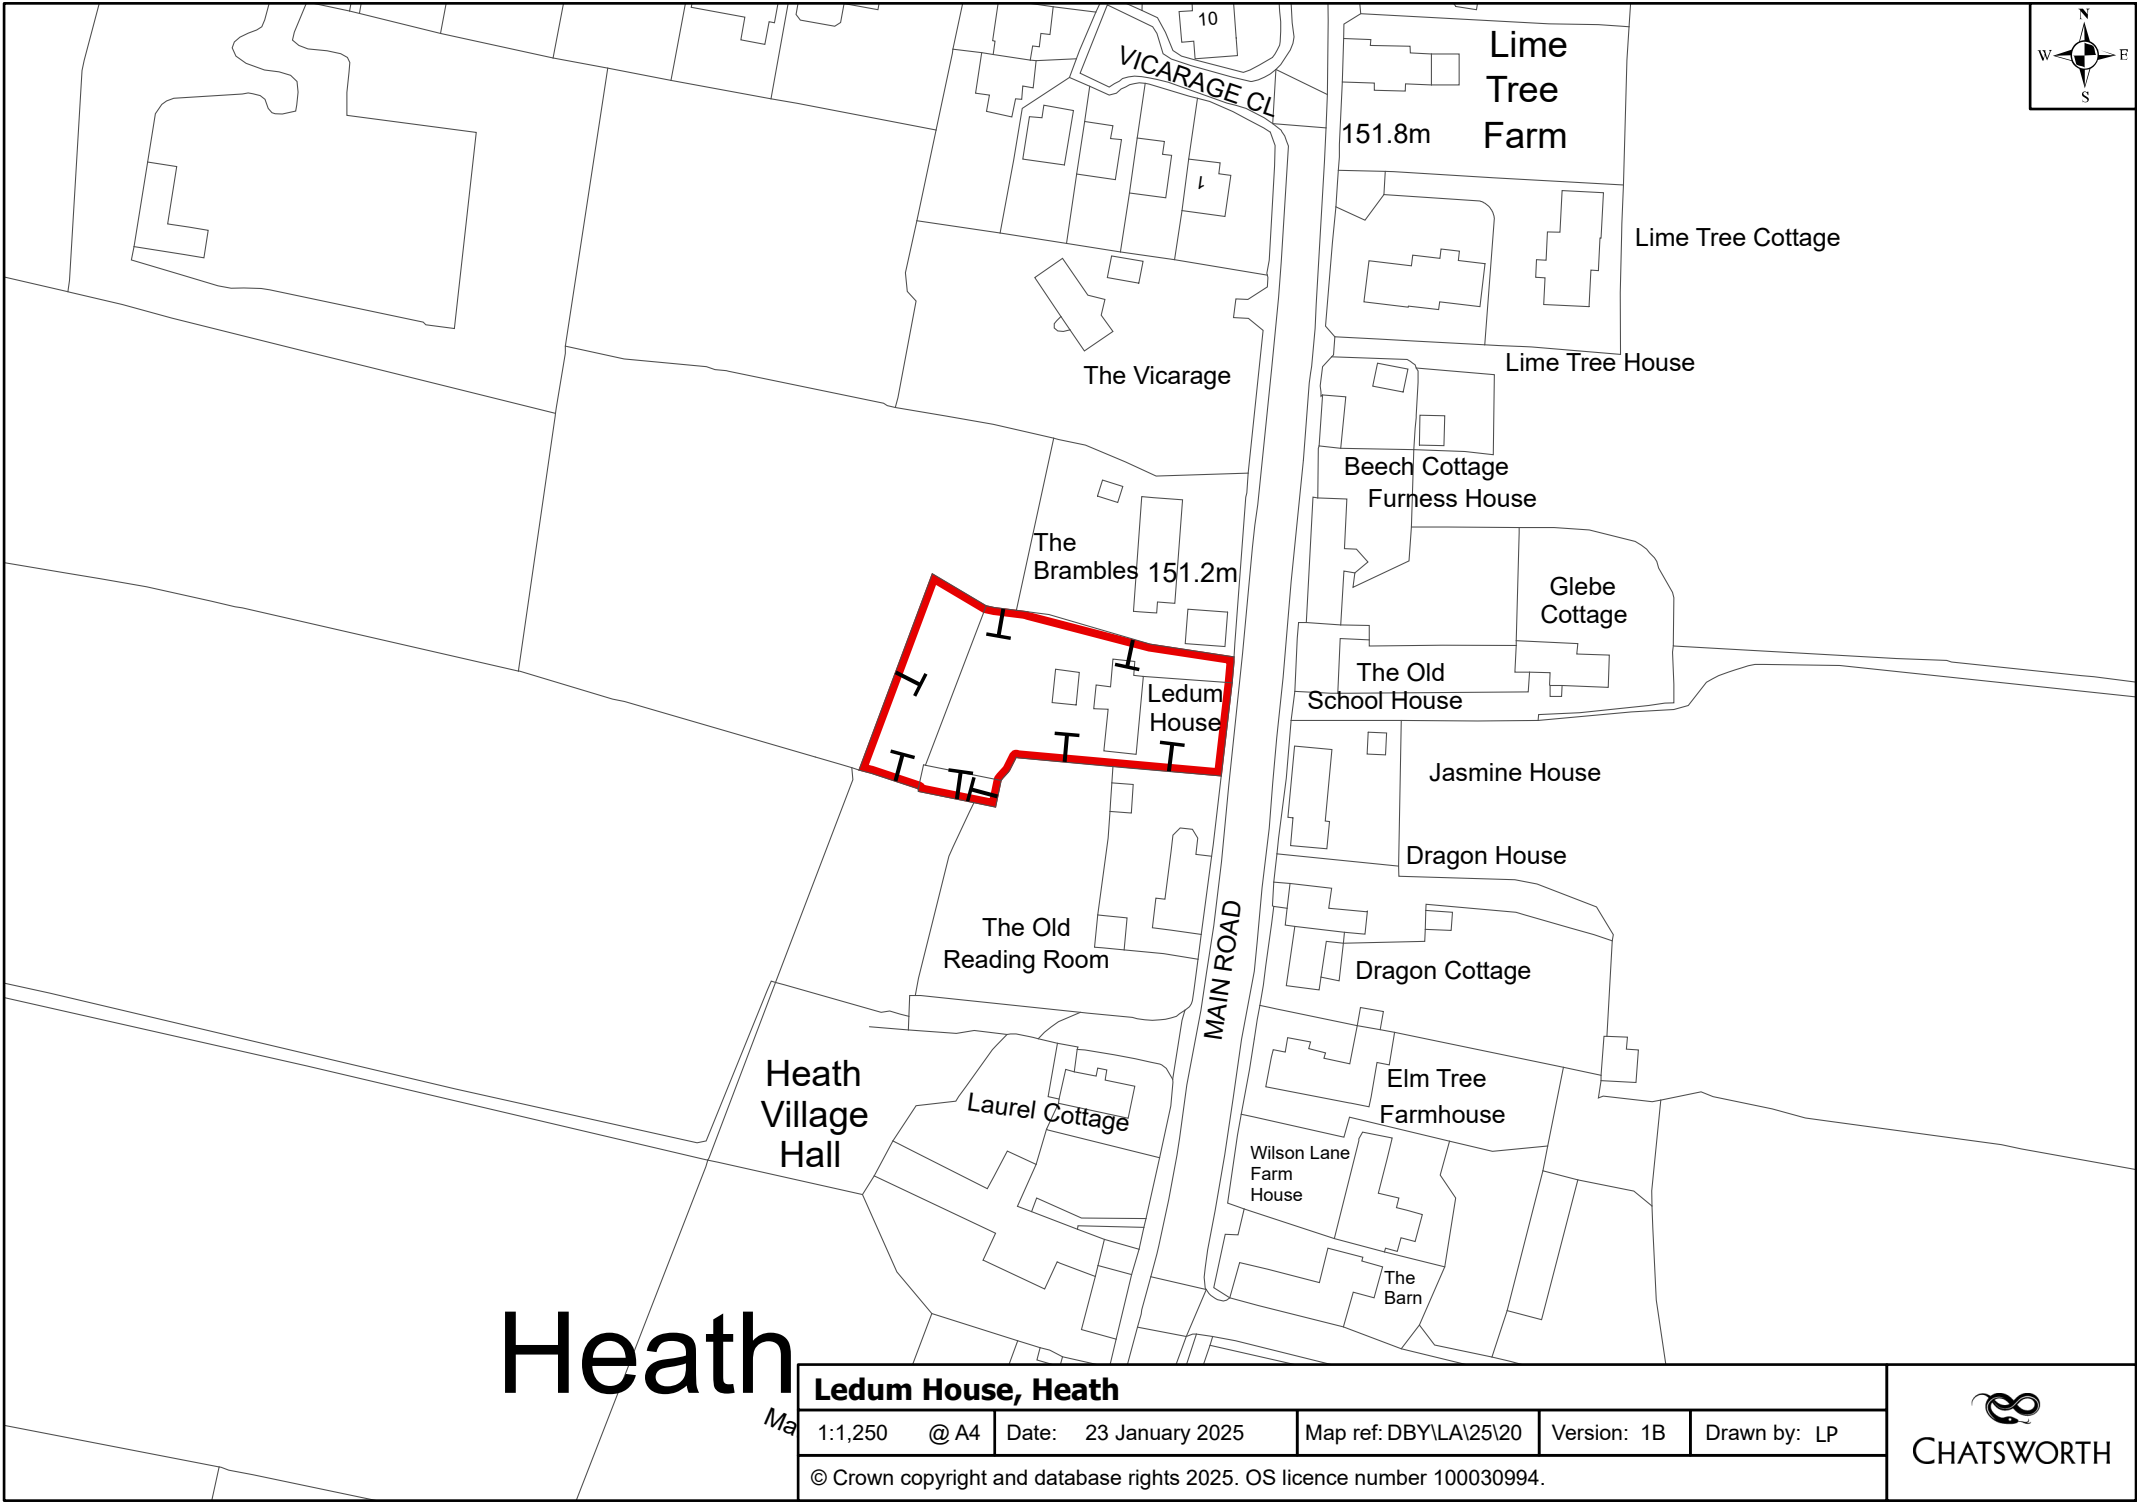 10
VICARAGE CL
Lime
Tree
Farm
151.8m
N
W E
S
1
Lime Tree Cottage
The Vicarage
Lime Tree House
Beech Cottage
Furness House
The
Brambles
151.2m
Glebe
Cottage
The Old
School House
Ledum
House
Jasmine House
Dragon House
The Old
Reading Room
MAIN ROAD
Dragon Cottage
Heath
Village
Hall
Laurel Cottage
Elm Tree
Farmhouse
Wilson Lane
Farm
House
The
Barn
Heath
Ma
Ledum House, Heath
1:1,250 @ A4 Date: 23 January 2025 Map ref: DBY\LA\25\20 Version: 1B Drawn by: LP
© Crown copyright and database rights 2025. OS licence number 100030994.
CHATSWORTH